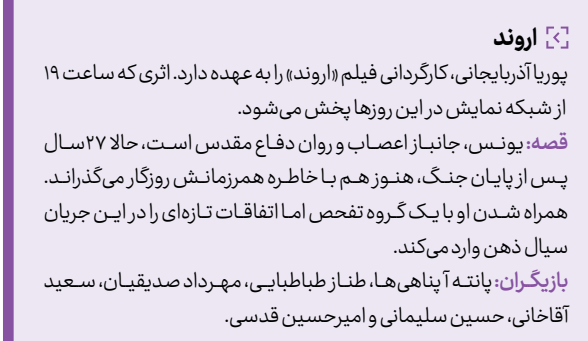 اروند
پوریا آذربایجانی، کارگردانی فیلم «اروند» را به عهده دارد. اثری که ساعت ۱۹
از شبکه نمایش در این روزها پخش می‌شود.
قصه: یونس، جانباز اعصاب و روان دفاع مقدس است، حالا ۲۷سال
پس از پایان جنگ، هنوز هم با خاطره همرزمانش روزگار می‌گذراند.
همراه شدن او با یک گروه تفحص اما اتفاقات تازه‌ای را در این جریان
سیال ذهن وارد می‌کند.
بازیگران: پانته آ پناهی‌ها، طناز طباطبایی، مهرداد صدیقیان، سعید
آقاخانی، حسین سلیمانی و امیرحسین قدسی.